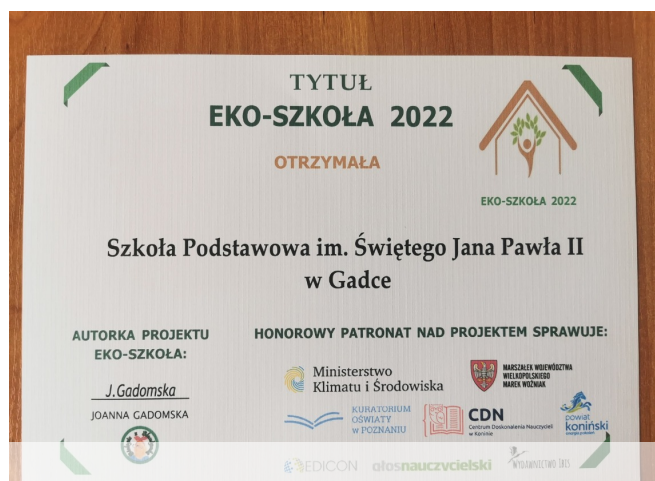 TYTUŁ
EKO-SZKOŁA 2022
OTRZYMAŁA
EKO-SZKOŁA 2022
Szkoła Podstawowa im. Świętego Jana Pawła II
w Gadce
AUTORKA PROJEKTU
EKO-SZKOŁA:
J.Gadomska
JOANNA GADOMSKA
HONOROWY PATRONAT NAD PROJEKTEM SPRAWUJE:
Ministerstwo
Klimatu i Środowiska
MARSZAŁEK WOJEWÓDZTWA
WIELKOPOLSKIEGO
MAREK WOŹNIAK
KURATORIUM
OŚWIATY
W POZNANIU
CDN
Centrum Doskonalenia Nauczycieli
w Koninie
powiat
koniński
EDICON
głosnauczycielski
WYDAWNICTWO IBIS